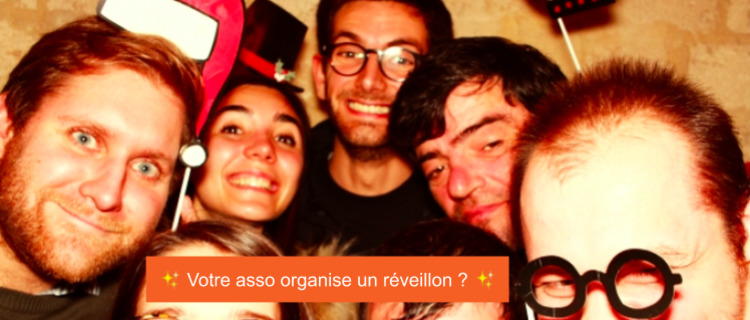 ✨ Votre asso organise un réveillon ? ✨